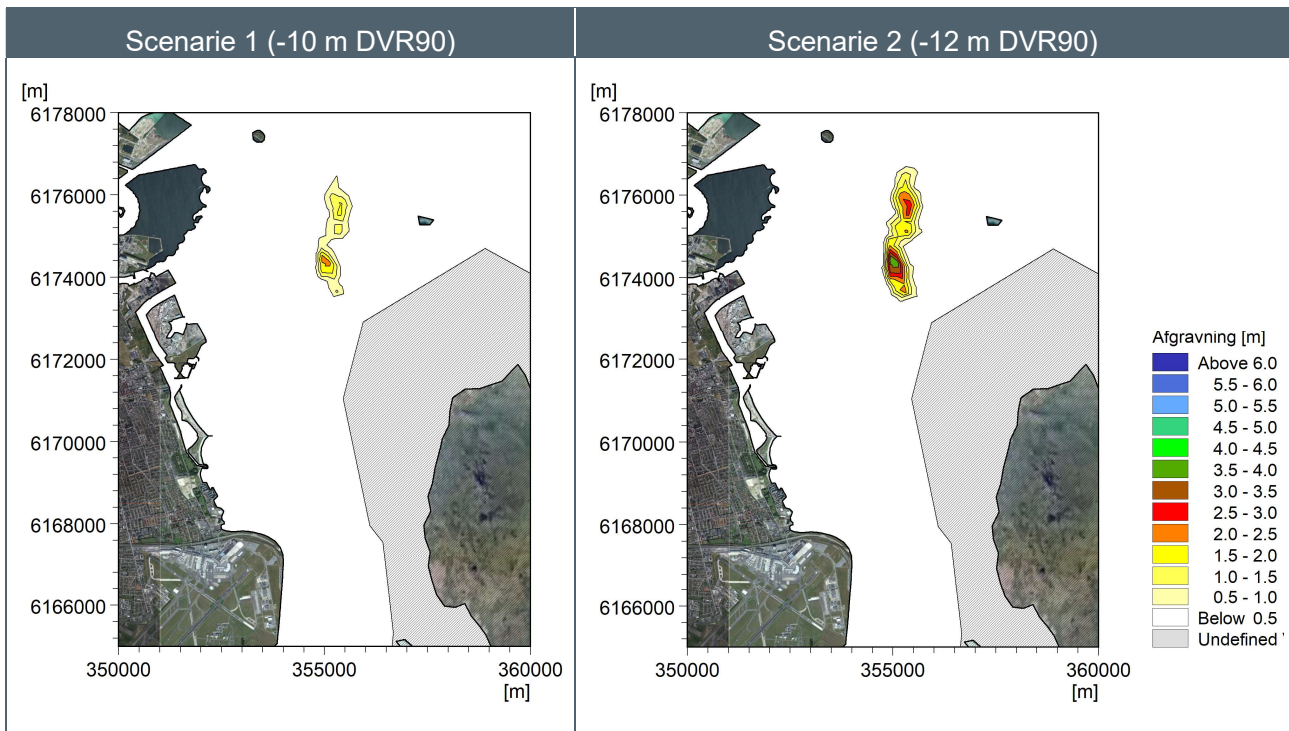 Scenarie 1 (-10 m DVR90)
Scenarie 2 (-12 m DVR90)
[m]
6178000
6176000
6174000
6172000
6170000
6168000
6166000
350000
355000
360000
[m]
[m]
6178000
6176000
6174000
6172000
6170000
6168000
6166000
350000
355000
360000
[m]
Afgravning [m]
Above 6.0
5.5 - 6.0
5.0 - 5.5
4.5 - 5.0
4.0 - 4.5
3.5 - 4.0
3.0 - 3.5
2.5 - 3.0
2.0 - 2.5
1.5 - 2.0
1.0 - 1.5
0.5 - 1.0
Below 0.5
Undefined